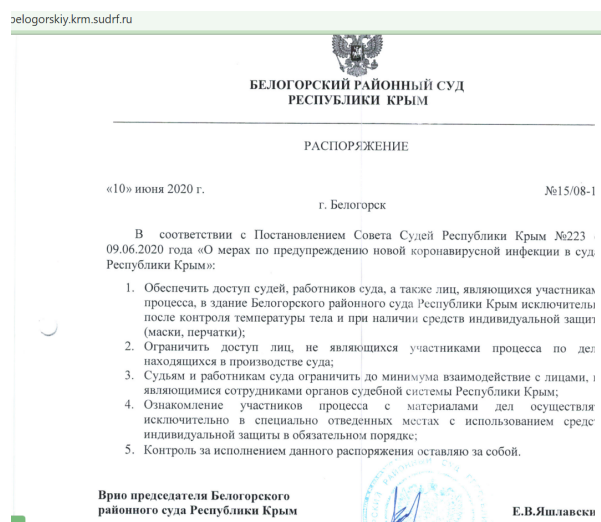 belogorskiy.krm.sudrf.ru
БЕЛОГОРСКИЙ РАЙОННЫЙ СУД
РЕСПУБЛИКИ КРЫМ
РАСПОРЯЖЕНИЕ
«10» июня 2020 г. №15/08-1
г. Белогорск
В соответствии с Постановлением Совета Судей Республики Крым №223
09.06.2020 года «О мерах по предупреждению новой коронавирусной инфекции в суд
Республики Крым»:
1. Обеспечить доступ судей, работников суда, а также лиц, являющихся участникам
процесса, в здание Белогорского районного суда Республики Крым исключительн
после контроля температуры тела и при наличии средств индивидуальной защит
(маски, перчатки);
2. Ограничить доступ лиц, не являющихся участниками процесса по дел
находящихся в производстве суда;
3. Судьям и работникам суда ограничить до минимума взаимодействие с лицами,
являющимися сотрудниками органов судебной системы Республики Крым;
4. Ознакомление участников процесса с материалами дел осуществля
исключительно в специально отведенных местах с использованием средс
индивидуальной защиты в обязательном порядке;
5. Контроль за исполнением данного распоряжения оставляю за собой.
Врио председателя Белогорского
районного суда Республики Крым Е.В.Яшлавски